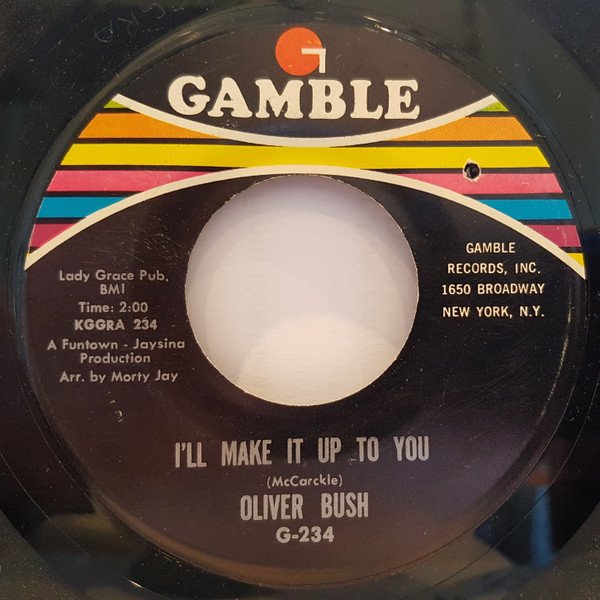 GAMBLE
Lady Grace Pub.
BMI
Time: 2:00
KGGRA 234
A Funtown - Jaysina
Production
Arr. by Morty Jay
GAMBLE
RECORDS, INC.
1650 BROADWAY
NEW YORK, N.Y.
I'LL MAKE IT UP TO YOU
(McCarckle)
OLIVER BUSH
G-234